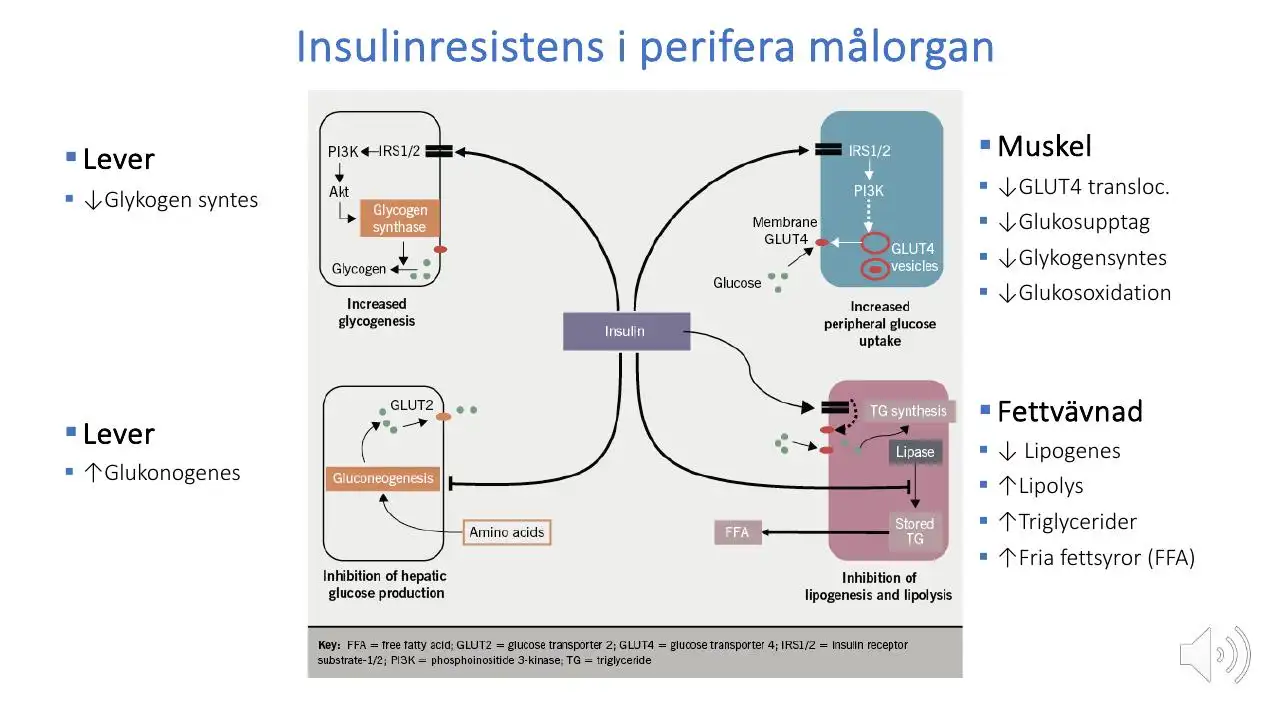 Insulinresistens i perifera målorgan
Lever
↓Glykogen syntes
Lever
↑Glukonogenes
PI3K
IRS1/2
Akt
Glycogen
synthase
Glycogen
Increased
glycogenesis
IRS1/2
PI3K
Membrane
GLUT4
GLUT4
vesicles
Glucose
Increased
peripheral glucose
uptake
Insulin
GLUT2
Gluconeogenesis
Amino acids
Inhibition of hepatic
glucose production
TG synthesis
Lipase
Stored
TG
FFA
Inhibition of
lipogenesis and lipolysis
Key: FFA = free fatty acid; GLUT2 = glucose transporter 2; GLUT4 = glucose transporter 4; IRS1/2 = insulin receptor
substrate-1/2; PI3K = phosphoinositide 3-kinase; TG = triglyceride
Muskel
↓GLUT4 transloc.
↓Glukosupptag
↓Glykogensyntes
↓Glukosoxidation
Fettvävnad
↓ Lipogenes
↑Lipolys
↑Triglycerider
↑Fria fettsyror (FFA)